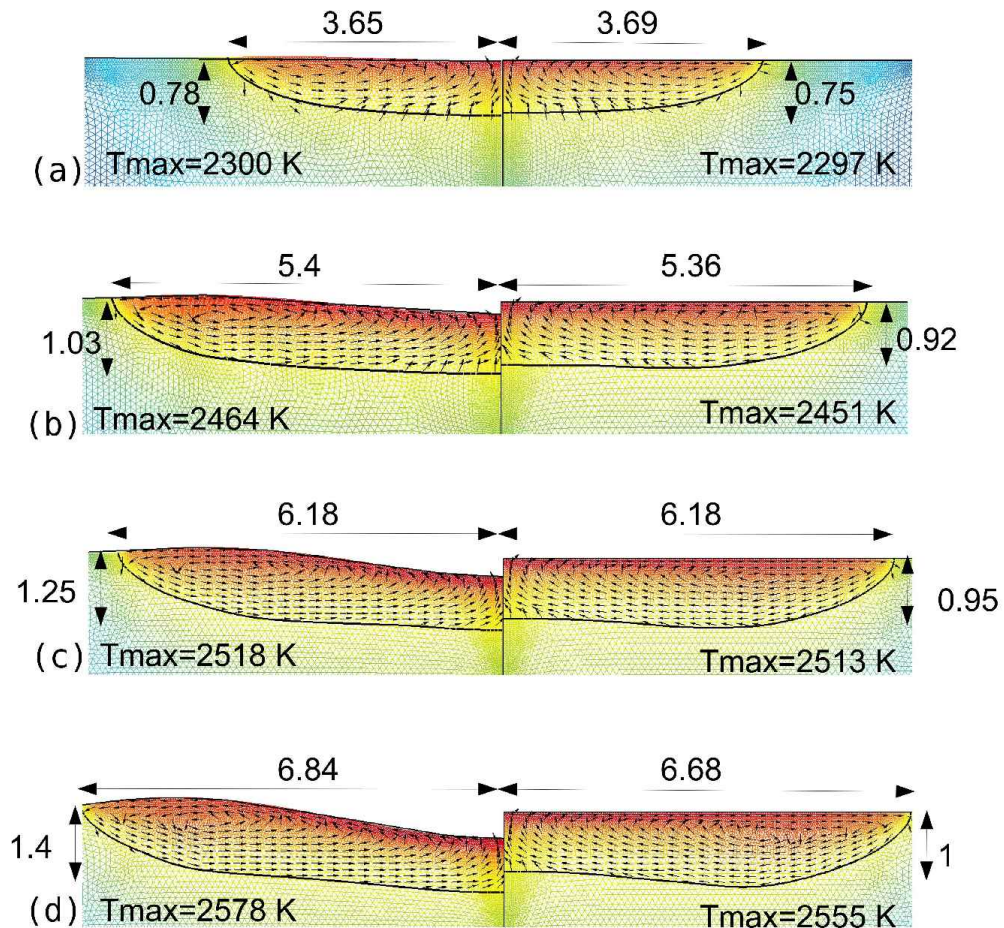 3.65 3.69
0.78 0.75
(a) Tmax=2300 K Tmax=2297 K
5.4 5.36
1.03 0.92
(b) Tmax=2464 K Tmax=2451 K
6.18 6.18
1.25 0.95
(c) Tmax=2518 K Tmax=2513 K
6.84 6.68
1.4 1
(d) Tmax=2578 K Tmax=2555 K